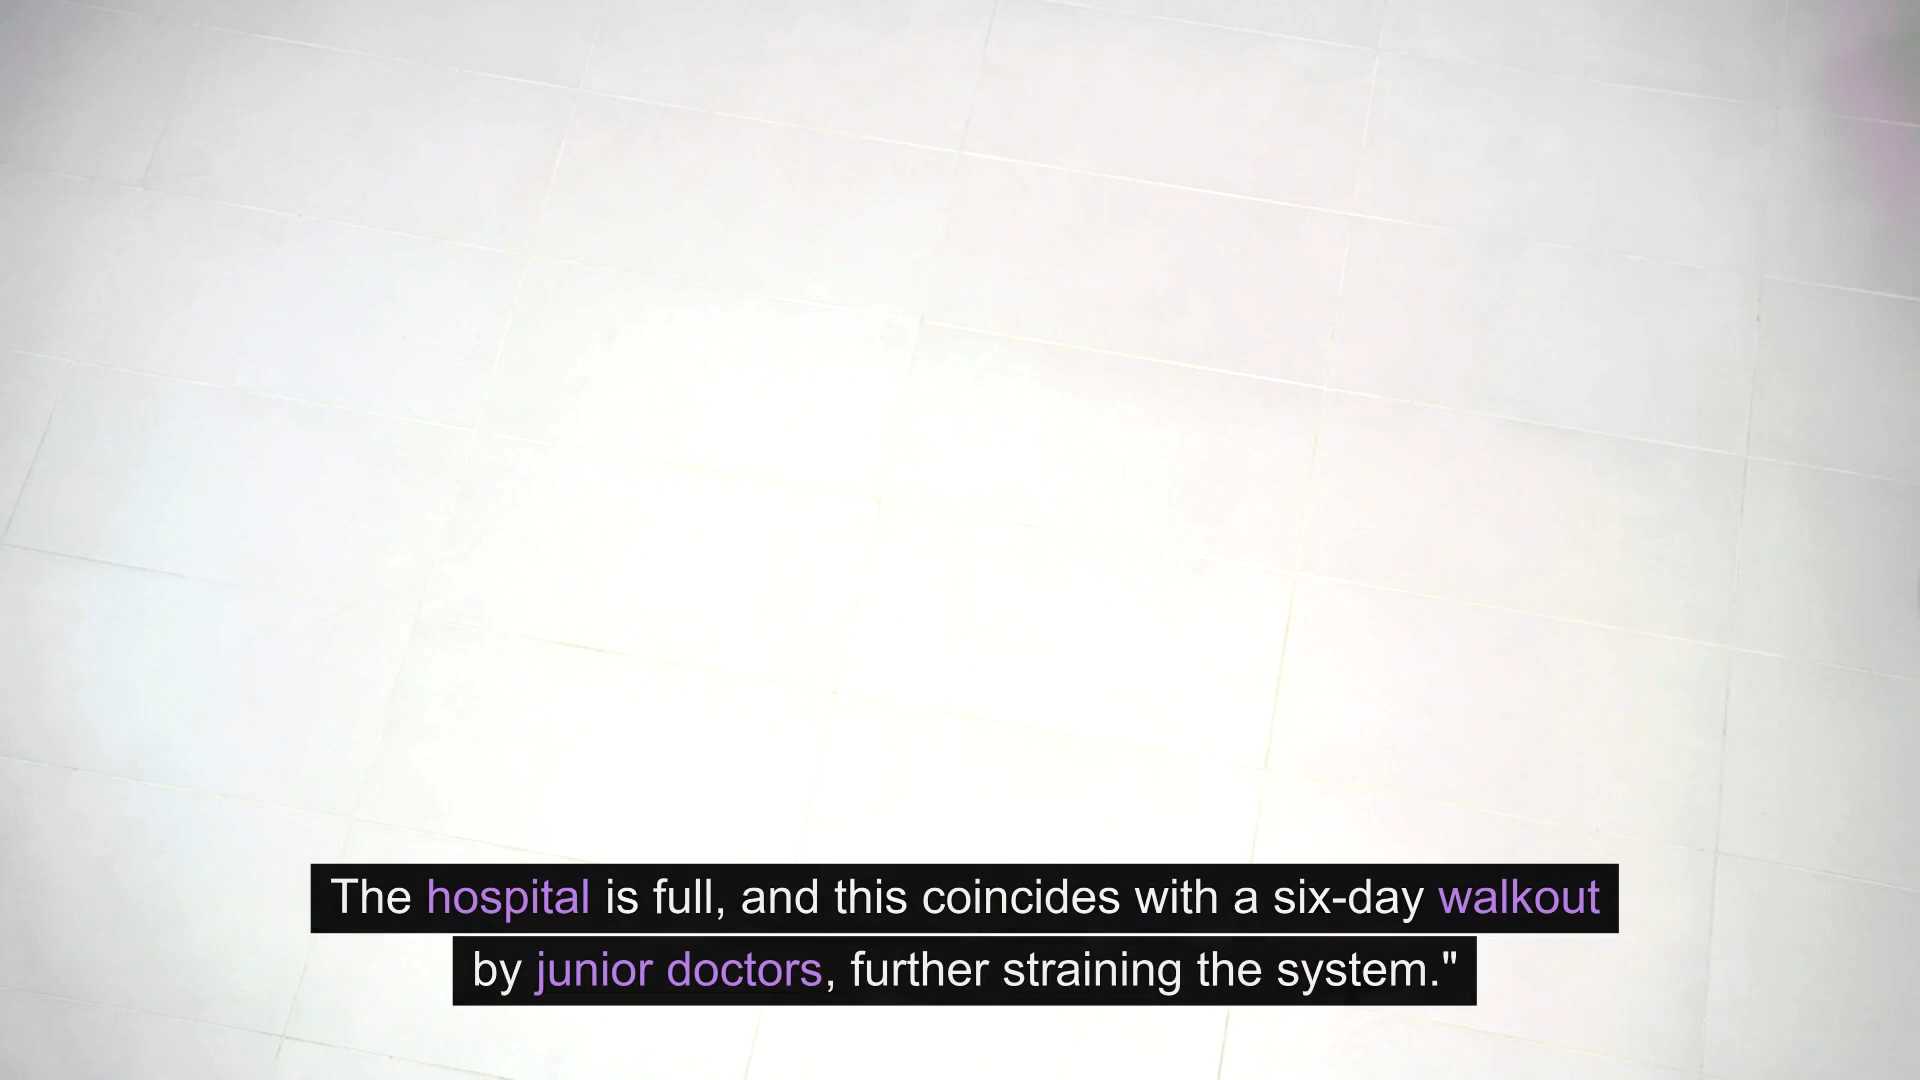 The hospital is full, and this coincides with a six-day walkout
by junior doctors, further straining the system."